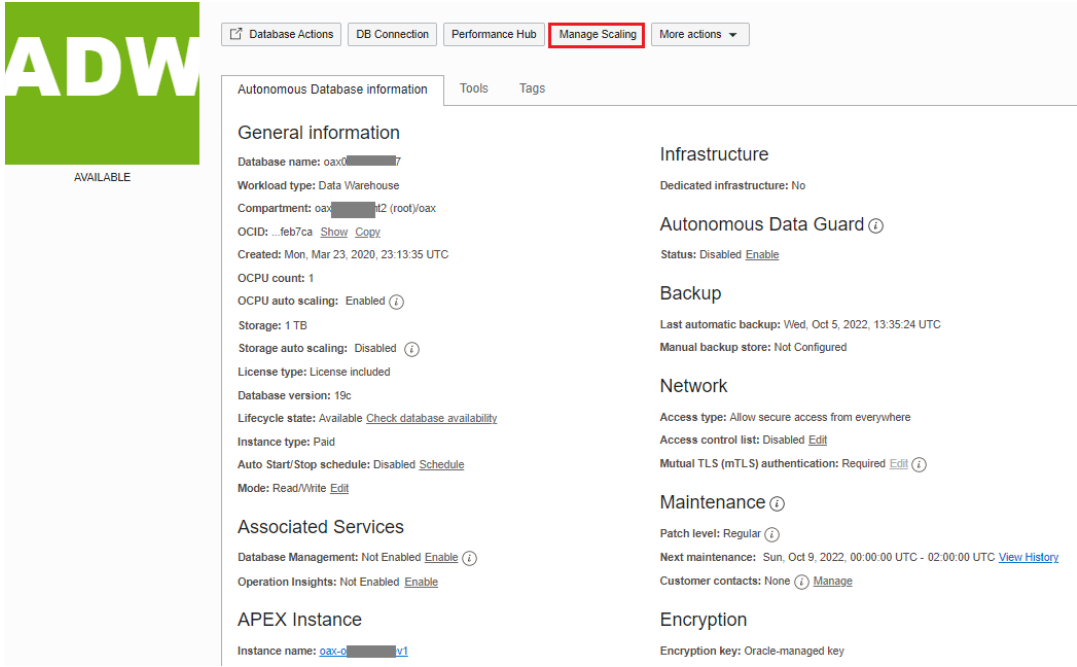 ADW
AVAILABLE
Database Actions
DB Connection
Performance Hub
Manage Scaling
More actions
Autonomous Database information
Tools
Tags
General information
Database name: oax0 7
Workload type: Data Warehouse
Compartment: oax t2 (root)/oax
OCID: ...feb7ca Show Copy
Created: Mon, Mar 23, 2020, 23:13:35 UTC
OCPU count: 1
OCPU auto scaling: Enabled
Storage: 1 TB
Storage auto scaling: Disabled
License type: License included
Database version: 19c
Lifecycle state: Available Check database availability
Instance type: Paid
Auto Start/Stop schedule: Disabled Schedule
Mode: Read/Write Edit
Associated Services
Database Management: Not Enabled Enable
Operation Insights: Not Enabled Enable
APEX Instance
Instance name: oax-o v1
Infrastructure
Dedicated infrastructure: No
Autonomous Data Guard
Status: Disabled Enable
Backup
Last automatic backup: Wed, Oct 5, 2022, 13:35:24 UTC
Manual backup store: Not Configured
Network
Access type: Allow secure access from everywhere
Access control list: Disabled Edit
Mutual TLS (mTLS) authentication: Required Edit
Maintenance
Patch level: Regular
Next maintenance: Sun, Oct 9, 2022, 00:00:00 UTC - 02:00:00 UTC View History
Customer contacts: None Manage
Encryption
Encryption key: Oracle-managed key